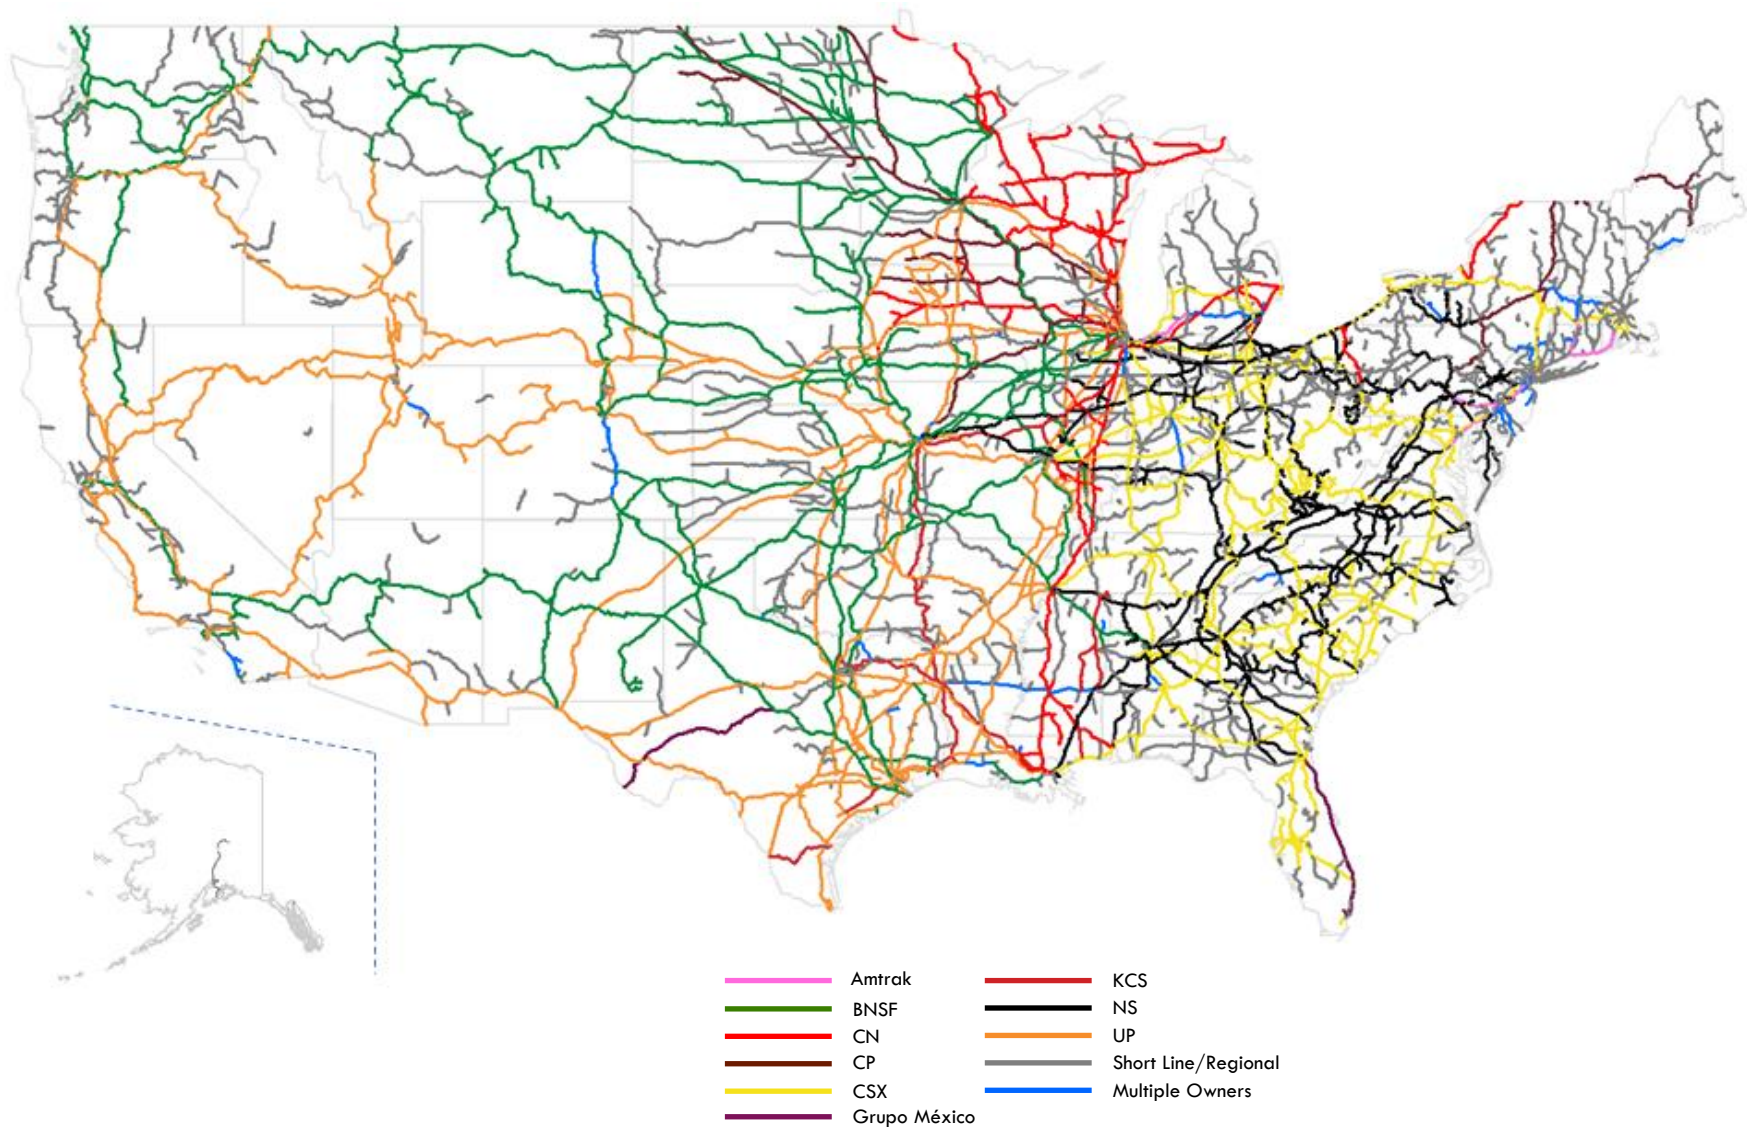 Amtrak
BNSF
CN
CP
CSX
Grupo México
KCS
NS
UP
Short Line/Regional
Multiple Owners